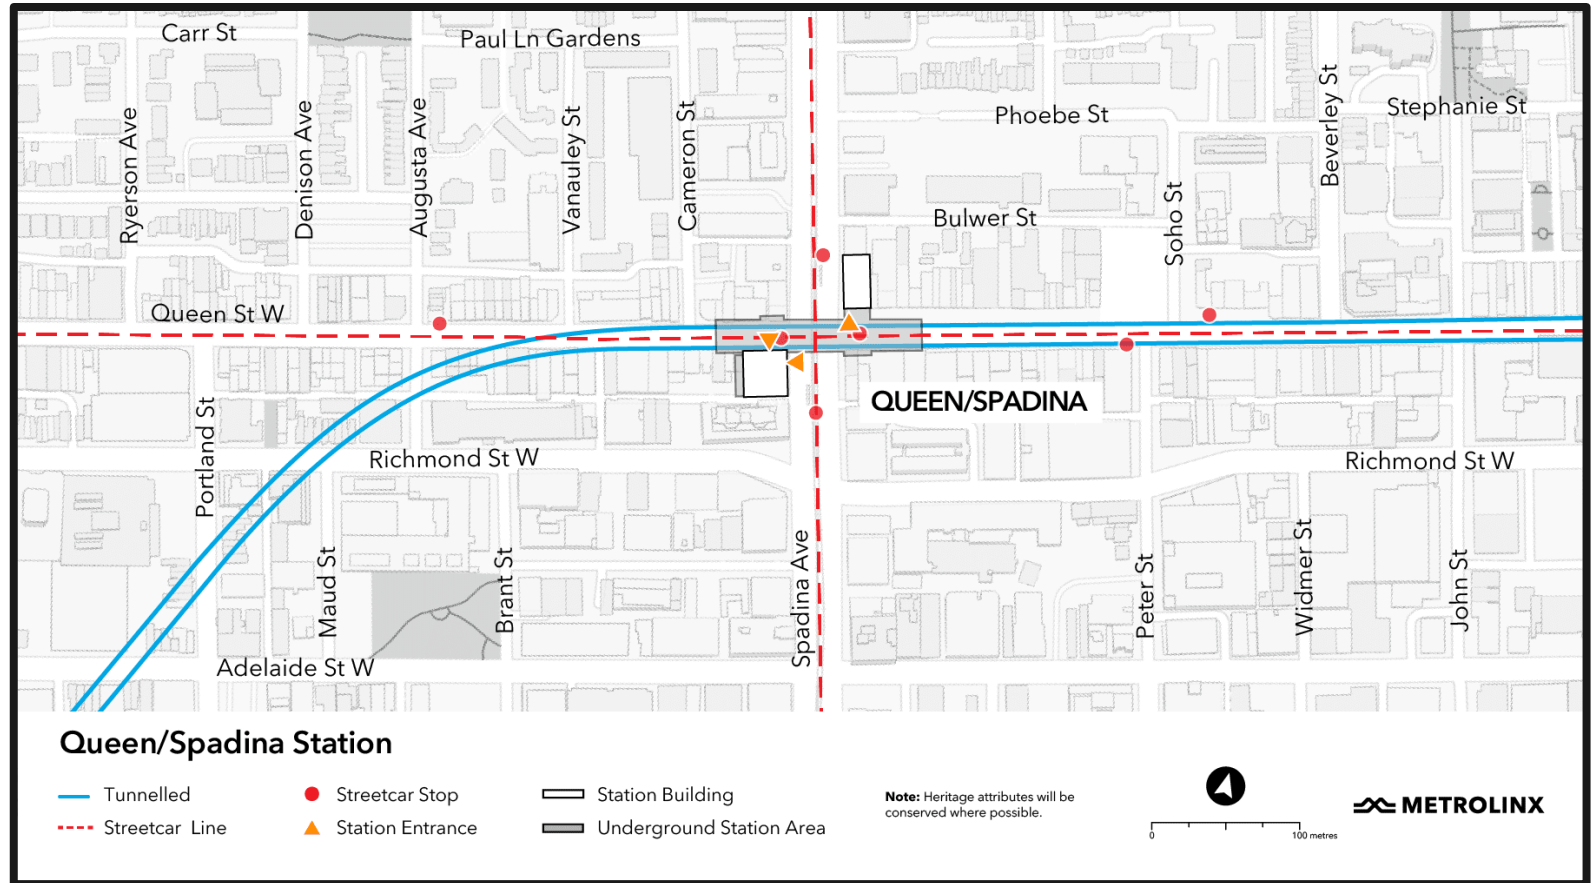 Carr St
Paul Ln Gardens
Ryerson Ave
Denison Ave
Augusta Ave
Vanauley St
Cameron St
Phoebe St
Beverley St
Stephanie St
Bulwer St
Soho St
Queen St W
QUEEN/SPADINA
Portland St
Richmond St W
Richmond St W
Maud St
Brant St
Spadina Ave
Peter St
Widmer St
John St
Adelaide St W
Queen/Spadina Station
Tunnelled
Streetcar Line
Streetcar Stop
Station Entrance
Station Building
Underground Station Area
Note: Heritage attributes will be
conserved where possible.
0
100 metres
METROLINX